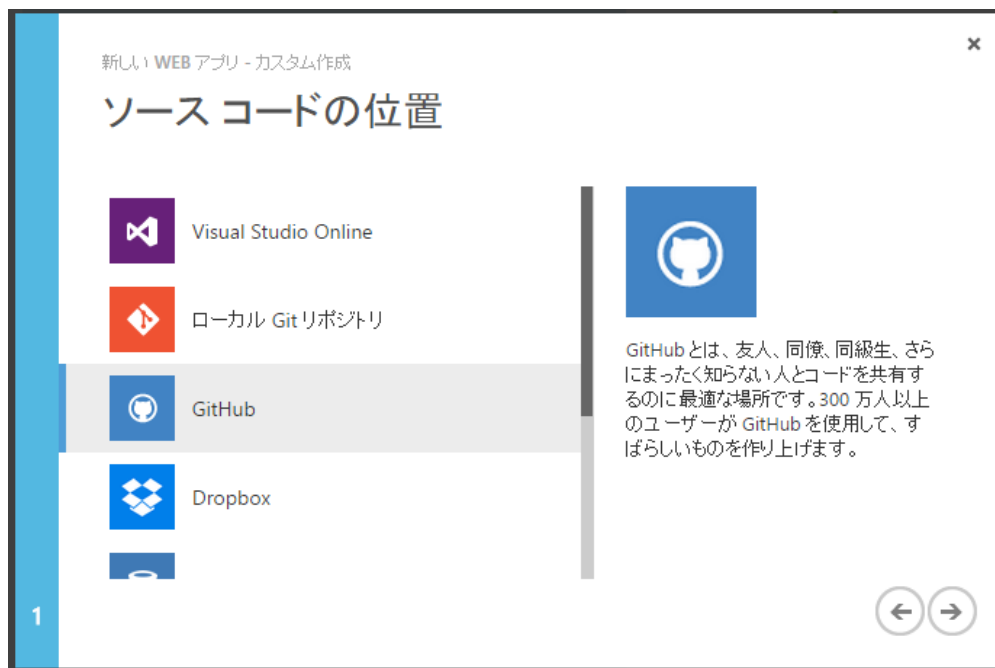 新しい WEB アプリ - カスタム作成
ソース コードの位置
Visual Studio Online
ローカル Git リポジトリ
GitHub
Dropbox
GitHub とは、友人、同僚、同級生、さら
にまったく知らない人とコードを共有す
るのに最適な場所です。300 万人以上
のユーザーが GitHub を使用して、す
ばらしいものを作り上げます。
1